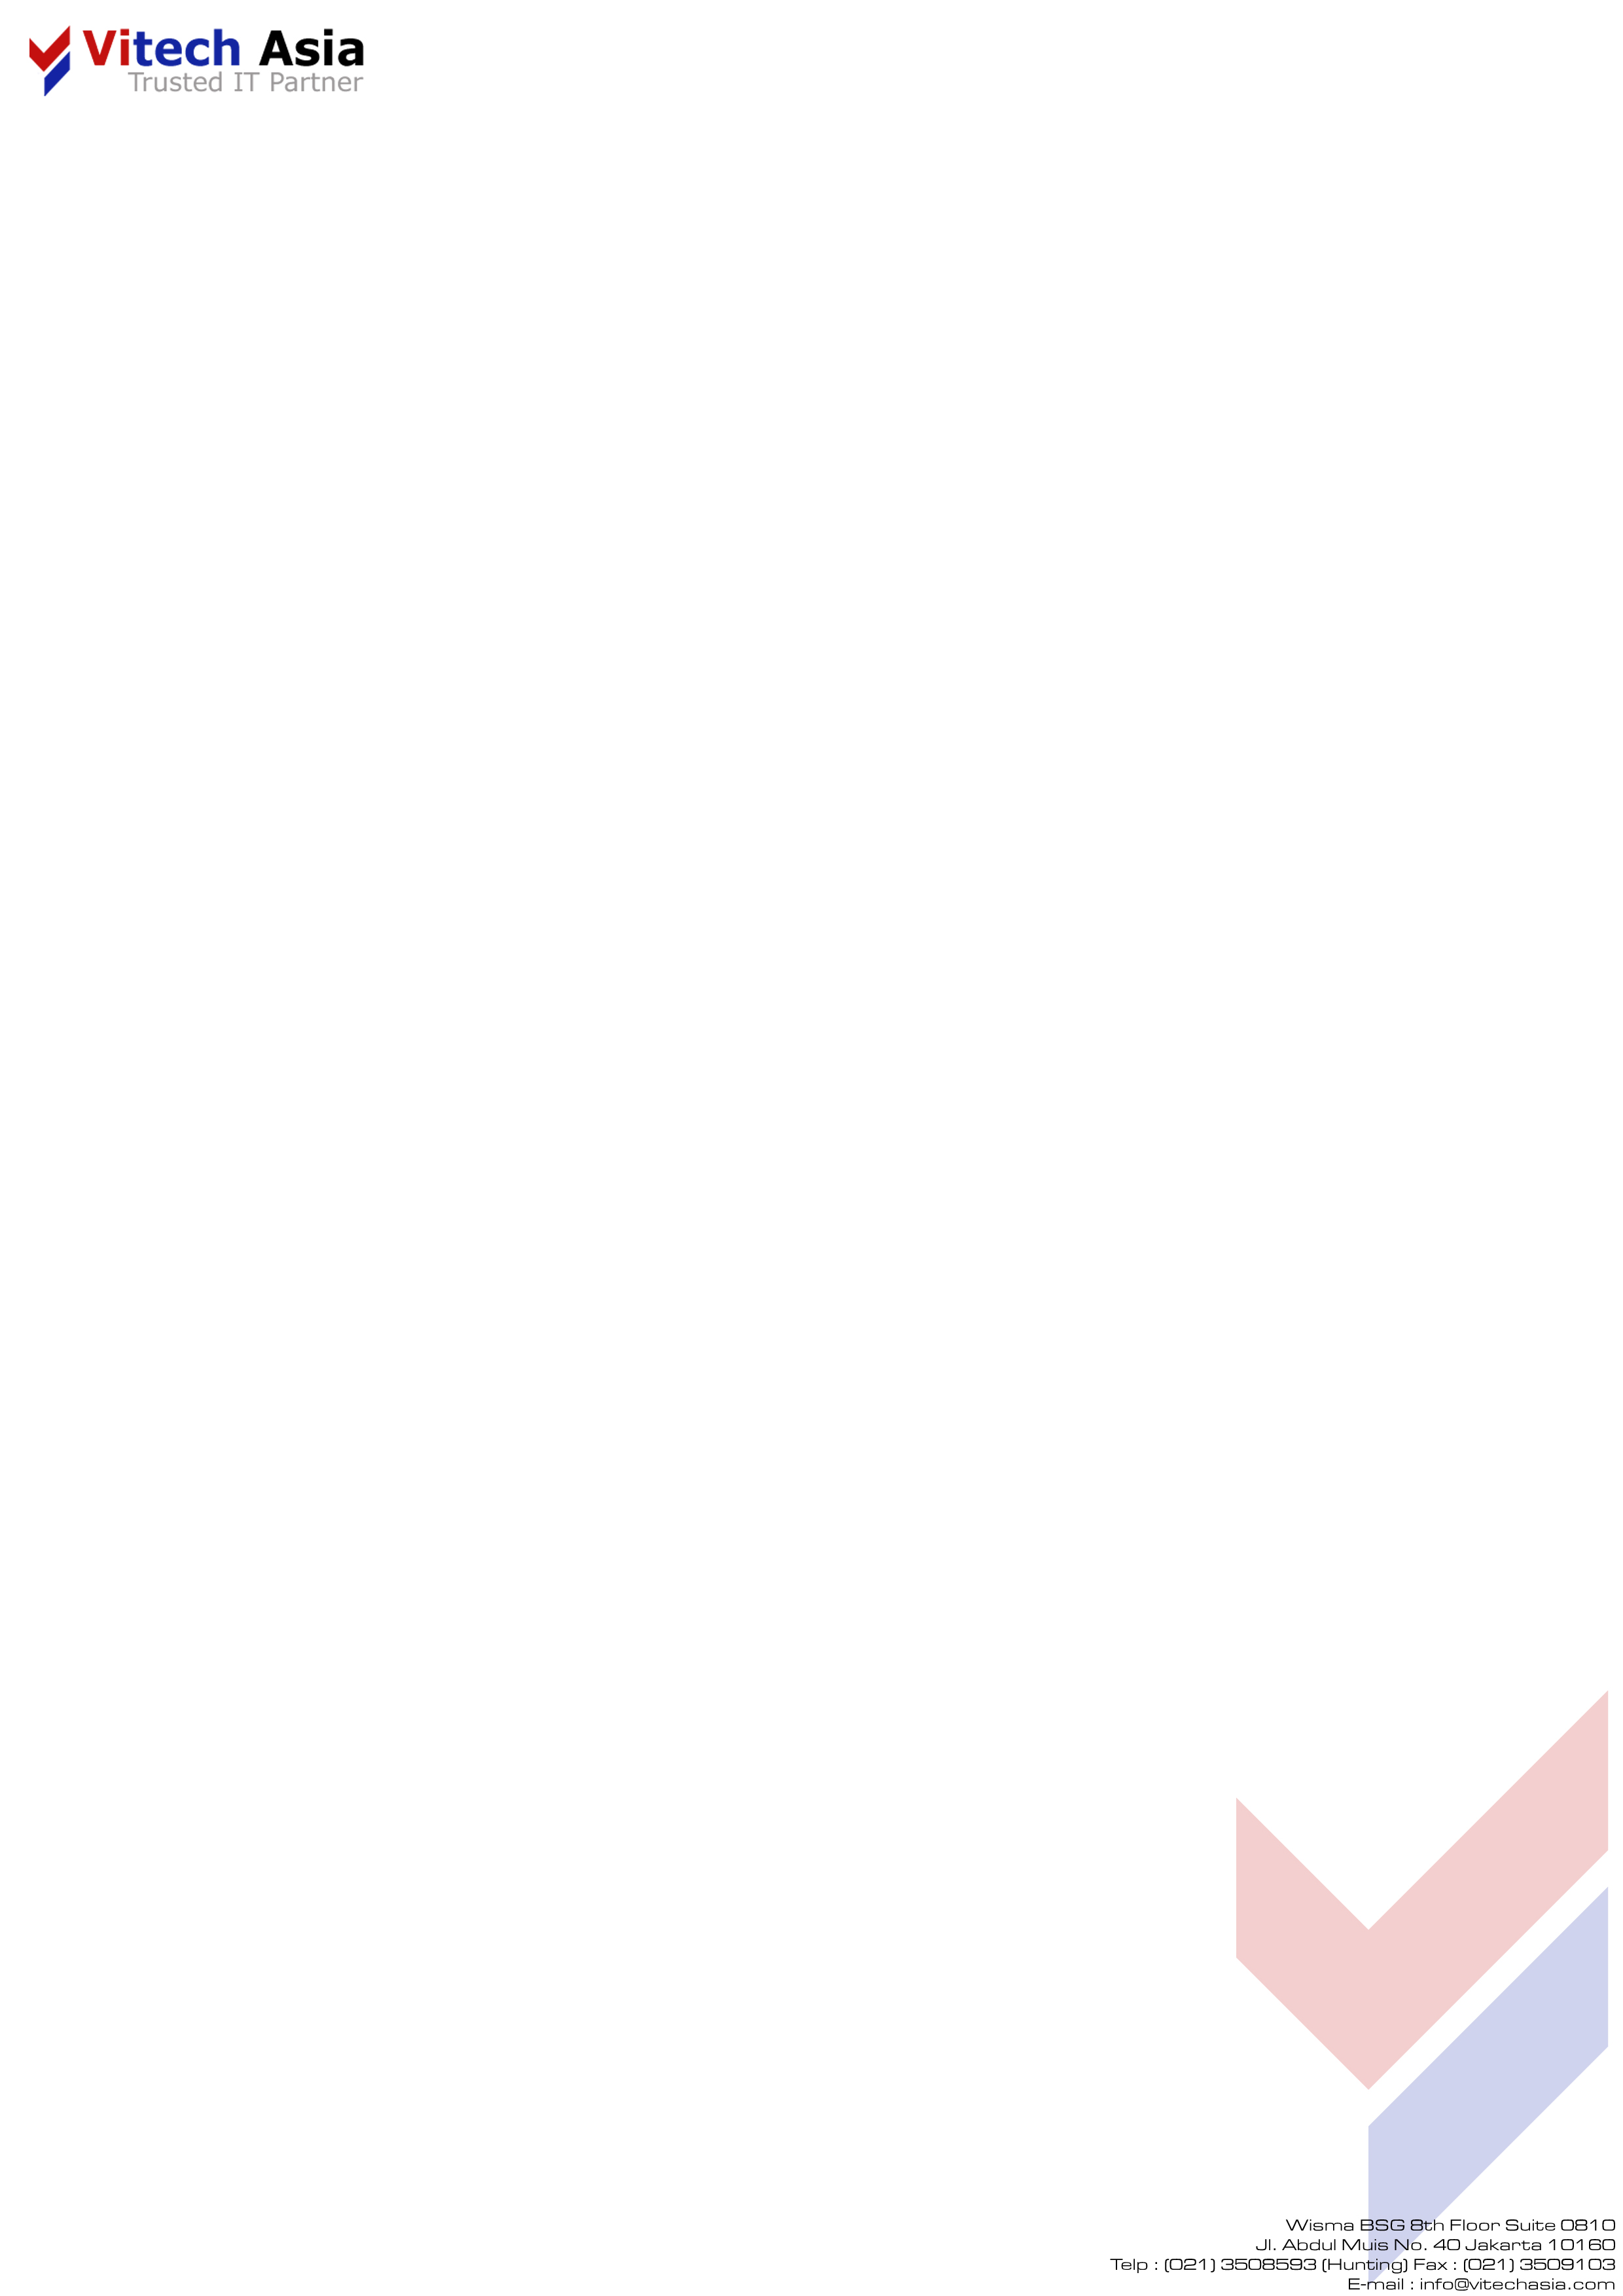 Vitech Asia
Trusted IT Partner
Wisma BSG 8th Floor Suite 0810
Jl. Abdul Muis No. 40 Jakarta 10160
Telp : (021) 3508593 (Hunting) Fax : (021) 3509103
E-mail : info@vitechasia.com